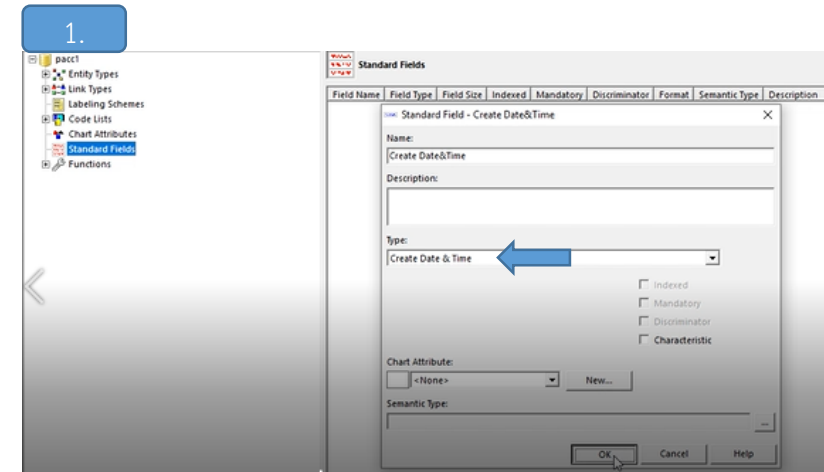 1.
pacc1
Entity Types
Link Types
Labeling Schemes
Code Lists
Chart Attributes
Standard Fields
Functions
Standard Fields
Field Name Field Type Field Size Indexed Mandatory Discriminator Format Semantic Type Description
Standard Field - Create Date&Time
Name:
Create Date&Time
Description:
Type:
Create Date & Time
Indexed
Mandatory
Discriminator
Characteristic
Chart Attribute:
<None>
New...
Semantic Type:
...
OK Cancel Help